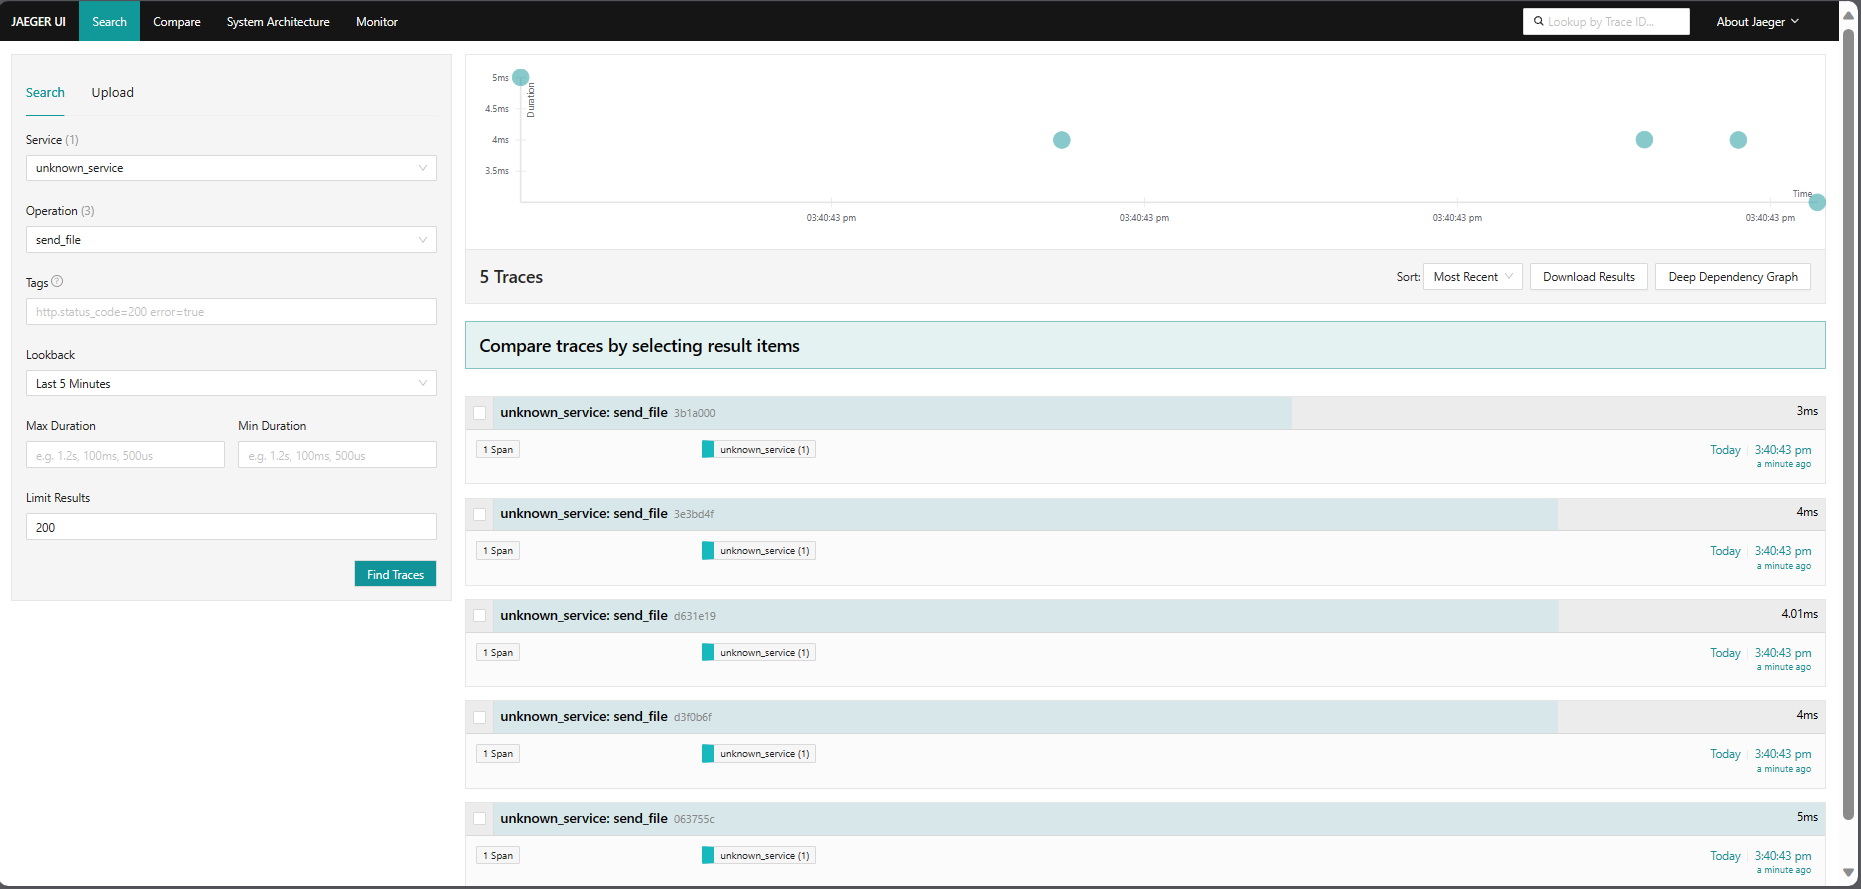 JAEGER UI Search Compare System Architecture Monitor Lookup by Trace ID... About Jaeger
Search Upload
Service (1)
unknown_service
Operation (3)
send_file
Tags
http.status_code=200 error=true
Lookback
Last 5 Minutes
Max Duration Min Duration
e.g. 1.2s, 100ms, 500us e.g. 1.2s, 100ms, 500us
Limit Results
200
Find Traces
5ms
4.5ms
4ms
3.5ms
Duration
Time
03:40:43 pm 03:40:43 pm 03:40:43 pm 03:40:43 pm
5 Traces Sort: Most Recent Download Results Deep Dependency Graph
Compare traces by selecting result items
unknown_service: send_file 3b1a000 3ms
1 Span unknown_service (1) Today 3:40:43 pm
a minute ago
unknown_service: send_file 3e3bd4f 4ms
1 Span unknown_service (1) Today 3:40:43 pm
a minute ago
unknown_service: send_file d631e19 4.01ms
1 Span unknown_service (1) Today 3:40:43 pm
a minute ago
unknown_service: send_file d3f0b6f 4ms
1 Span unknown_service (1) Today 3:40:43 pm
a minute ago
unknown_service: send_file 063755c 5ms
1 Span unknown_service (1) Today 3:40:43 pm
a minute ago